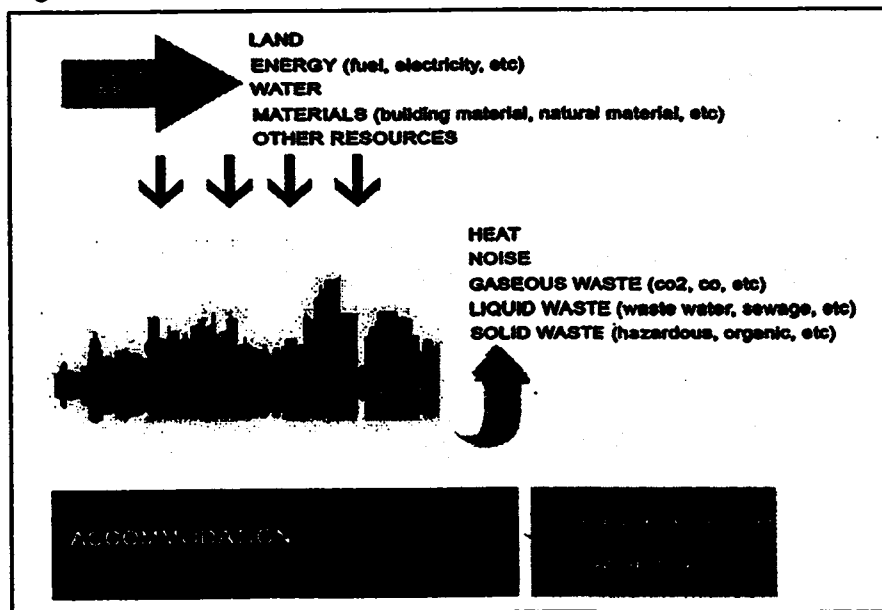 LAND
ENERGY (fuel, electricity, etc)
WATER
MATERIALS (building material, natural material, etc)
OTHER RESOURCES
HEAT
NOISE
GASEOUS WASTE (co2, co, etc)
LIQUID WASTE (waste water, sewage, etc)
SOLID WASTE (hazardous, organic, etc)
ACCOMMODATION